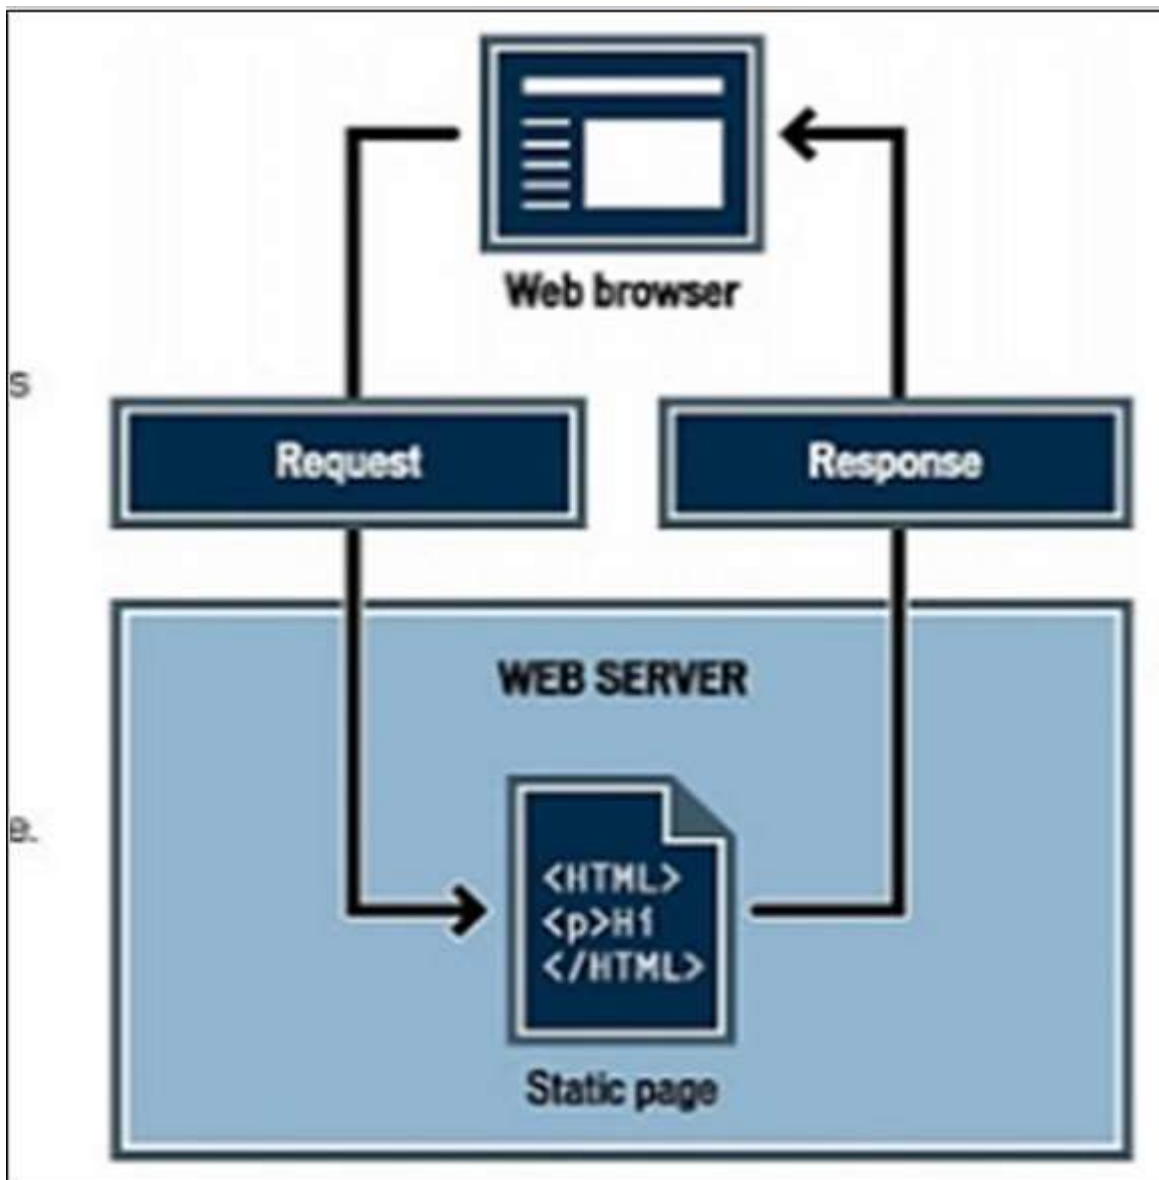 Web browser
s
Request
Response
WEB SERVER
e.
<HTML>
<p>Hi
</HTML>
Static page